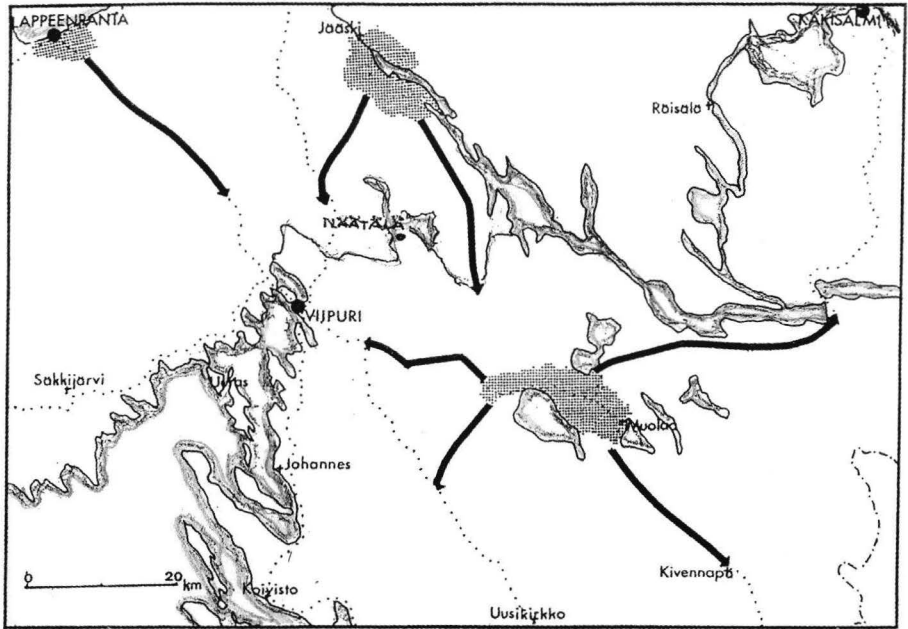 LAPPEENRANTA
Jääski
KÄKISALMI
Räisälä
NÄÄTÄLÄ
VIIPURI
Säkkijärvi
Uuras
Muolaa
Johannes
0 20
km
Kivennapa
Koivisto
Uusikirkko